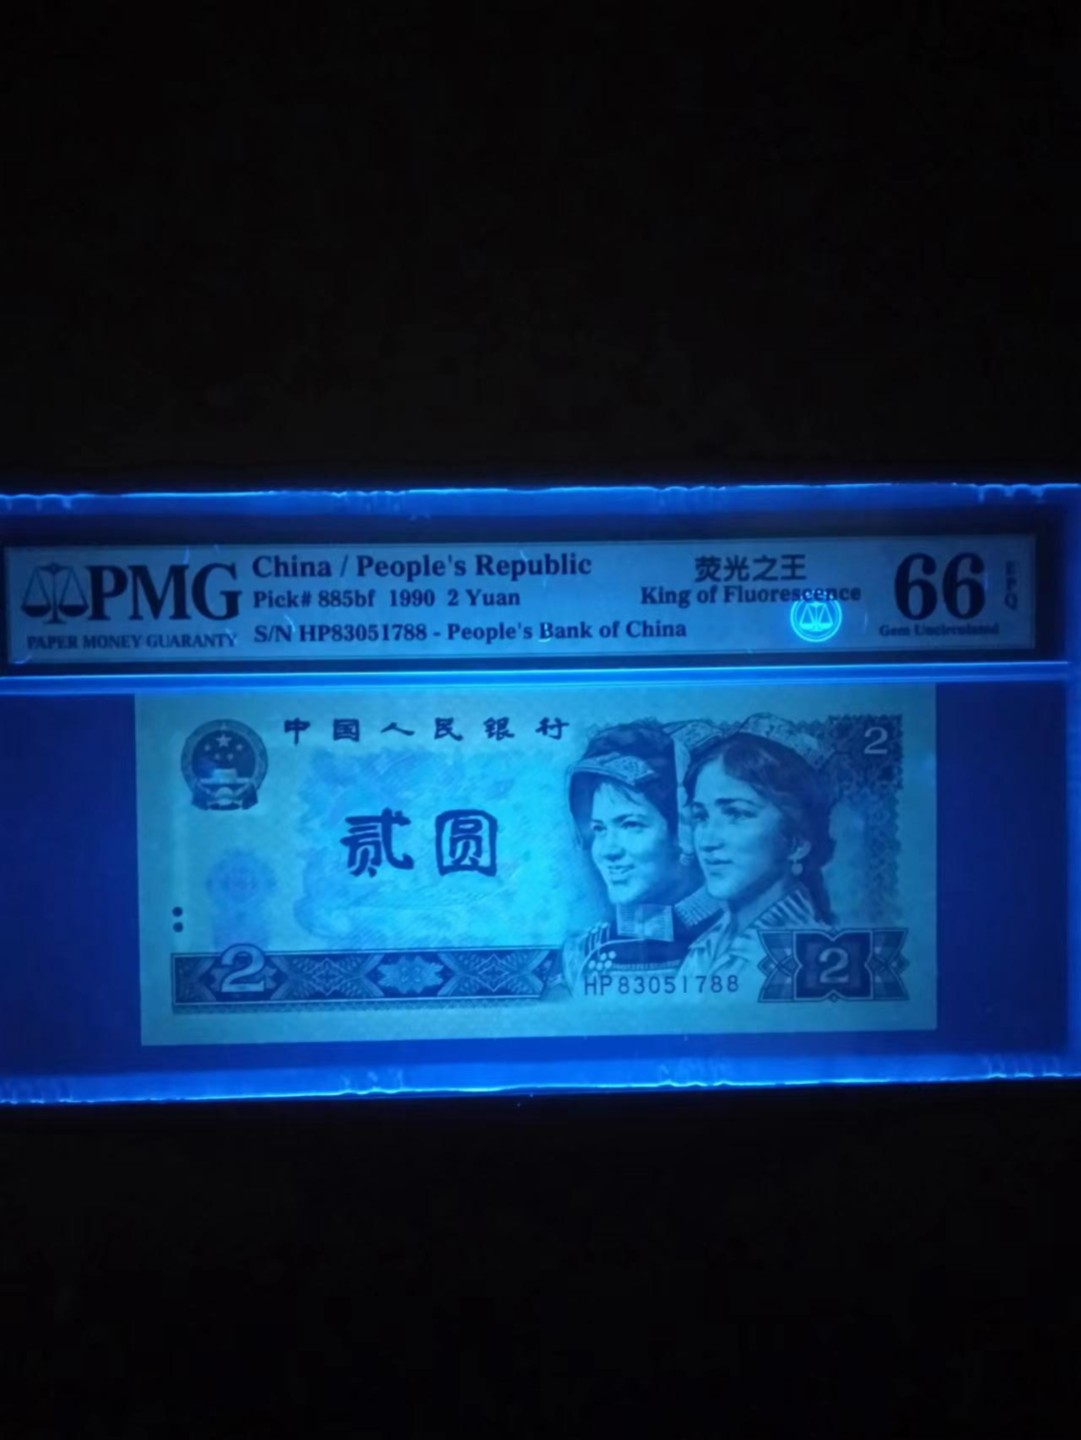 PMG
PAPER MONEY GUARANTY
China / People's Republic
Pick# 885bf 1990 2 Yuan
S/N HP83051788 - People's Bank of China
荧光之王
King of Fluorescence
66
EPQ
Gem Uncirculated
中国人民银行
2
贰圆
2
HP83051788
2